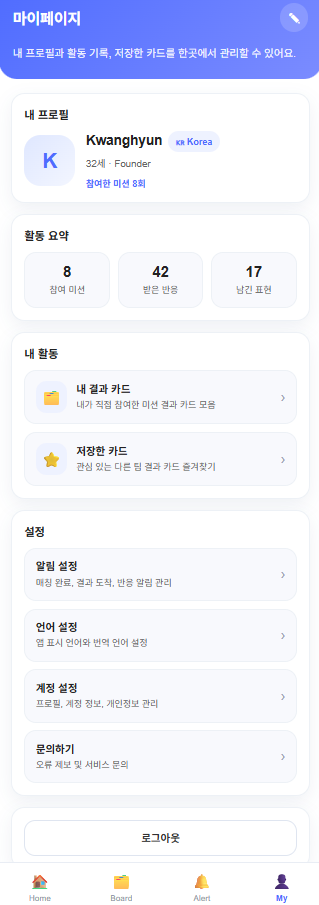 마이페이지
내 프로필과 활동 기록, 저장한 카드를 한곳에서 관리할 수 있어요.
내 프로필
K
Kwanghyun
KR Korea
32세 · Founder
참여한 미션 8회
활동 요약
8
42
17
참여 미션
받은 반응
남긴 표현
내 활동
내 결과 카드
내가 직접 참여한 미션 결과 카드 모음
저장한 카드
관심 있는 다른 팀 결과 카드 즐겨찾기
설정
알림 설정
매칭 완료, 결과 도착, 반응 알림 관리
언어 설정
앱 표시 언어와 번역 언어 설정
계정 설정
프로필, 계정 정보, 개인정보 관리
문의하기
오류 제보 및 서비스 문의
로그아웃
Home
Board
Alert
My